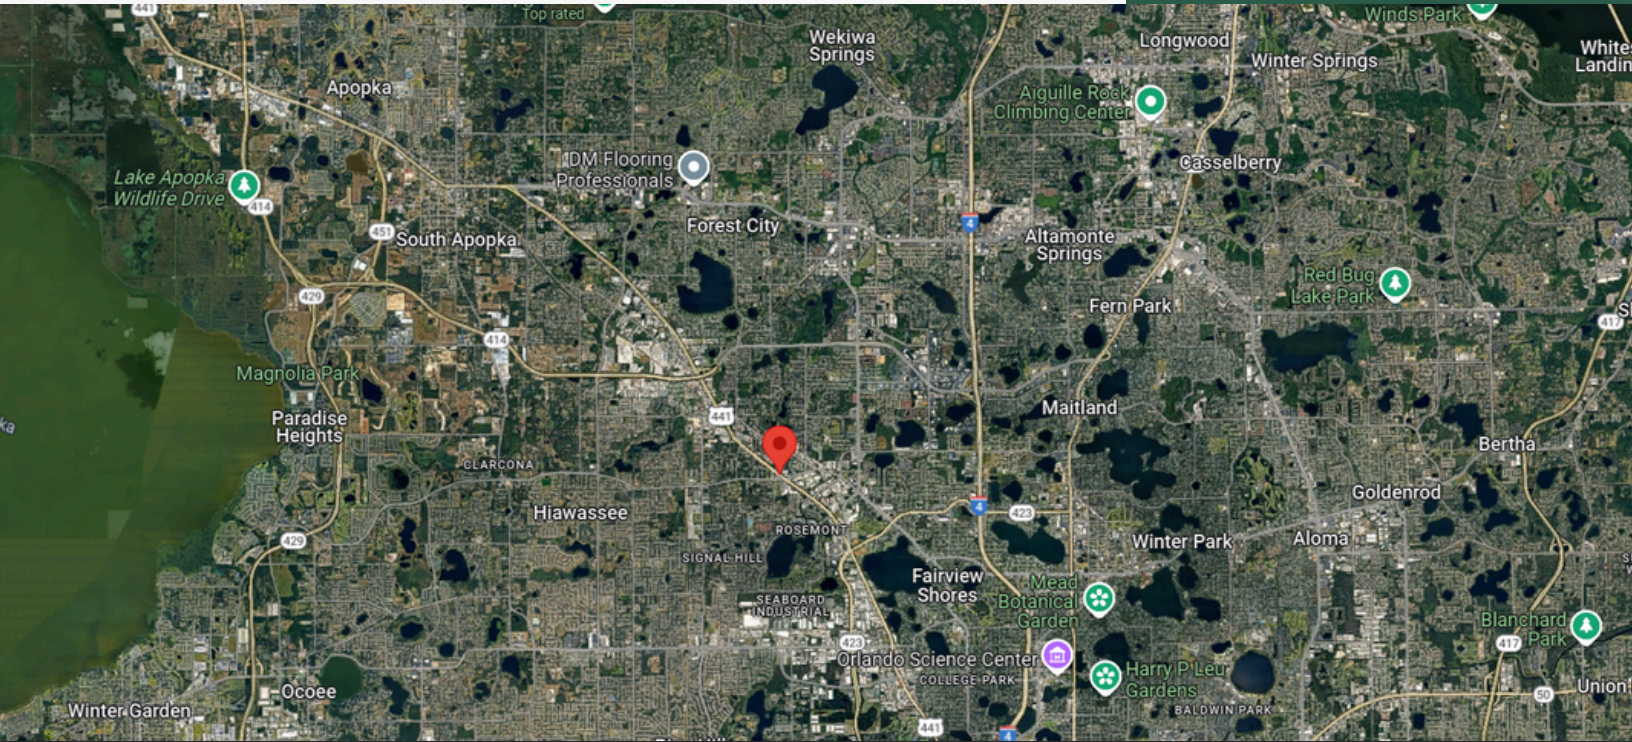 441
Top rated
Winds Park
Wekiwa
Springs
Longwood
Winter Springs
Apopka
Aiguille Rock
Climbing Center
DM Flooring
Professionals
Casselberry
Lake Apopka
Wildlife Drive
414
451
South Apopka
Forest City
4
Altamonte
Springs
Red Bug
Lake Park
429
Fern Park
417
414
Magnolia Park
Paradise
Heights
441
Maitland
Bertha
CLARCONA
Goldenrod
Hiawassee
4
423
ROSEMONT
429
Winter Park
Aloma
SIGNAL HILL
Fairview
Shores
Mead
Botanical
Garden
SEABOARD
INDUSTRIAL
Blanchard
Park
423
417
Orlando Science Center
COLLEGE PARK
Harry P Leu
Gardens
Ocoee
Winter Garden
BALDWIN PARK
50
Union
441
4